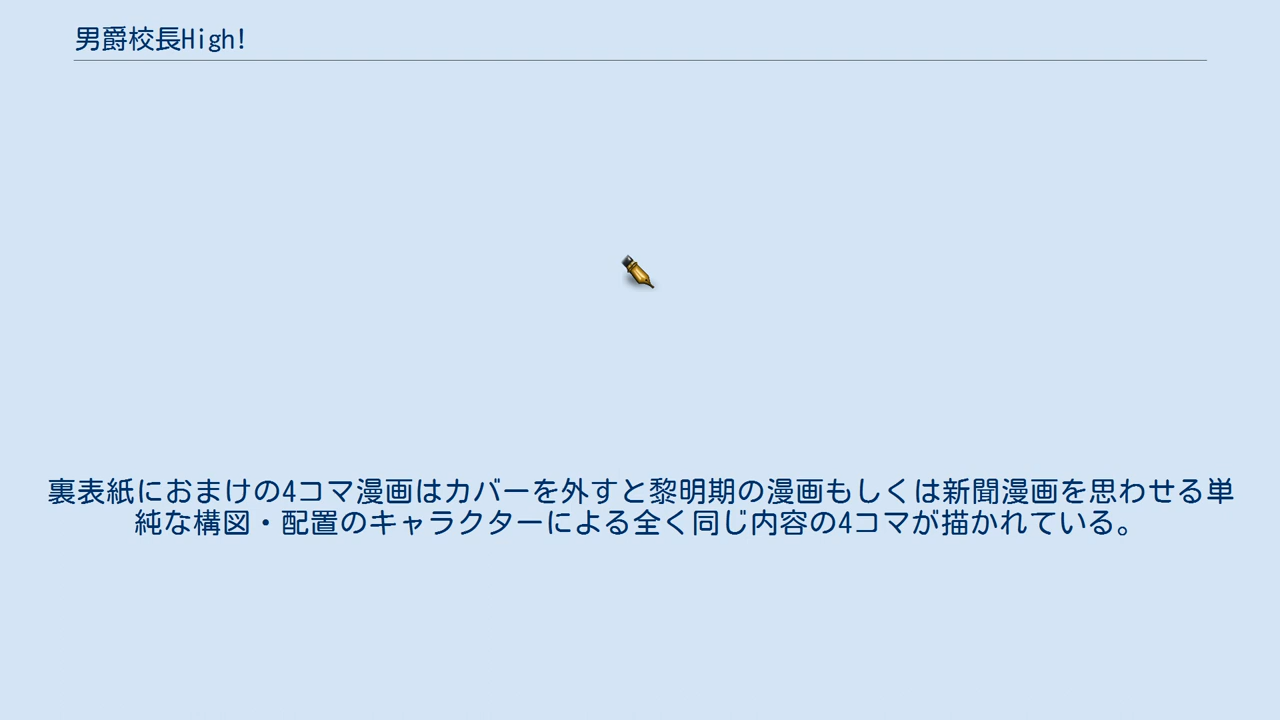 男爵校長High!
裏表紙におまけの4コマ漫画はカバーを外すと黎明期の漫画もしくは新聞漫画を思わせる単
純な構図・配置のキャラクターによる全く同じ内容の4コマが描かれている。